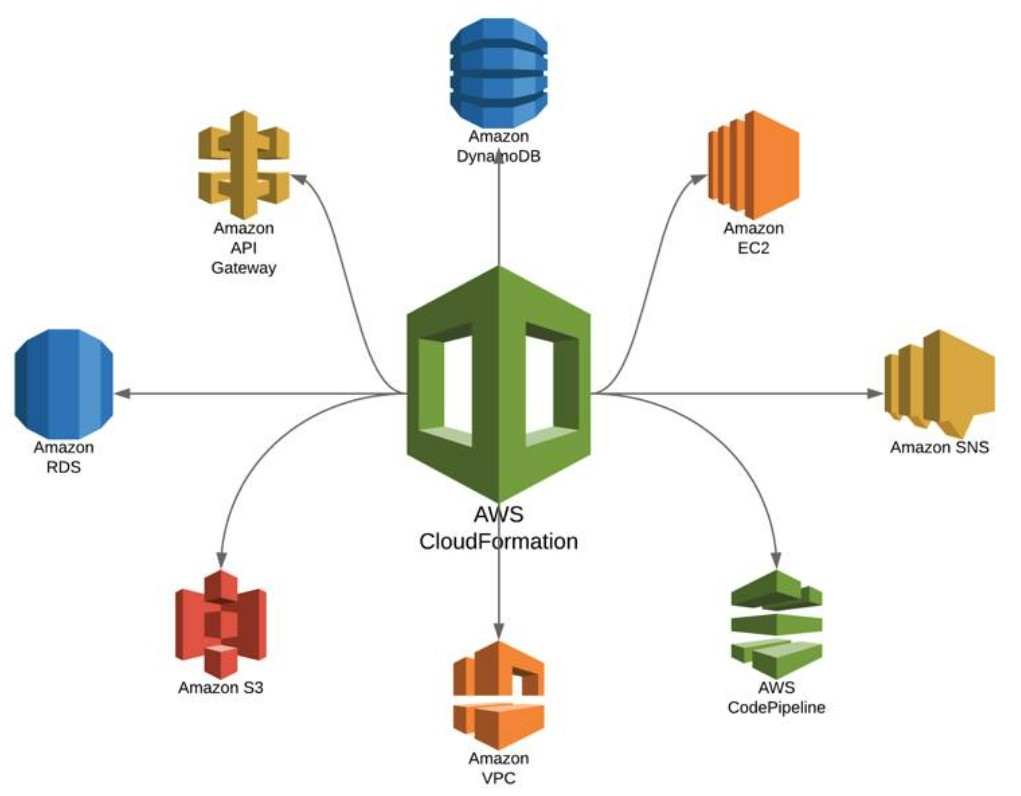 Amazon
DynamoDB
Amazon
API
Gateway
Amazon
EC2
Amazon
RDS
Amazon SNS
AWS
CloudFormation
Amazon S3
AWS
CodePipeline
Amazon
VPC